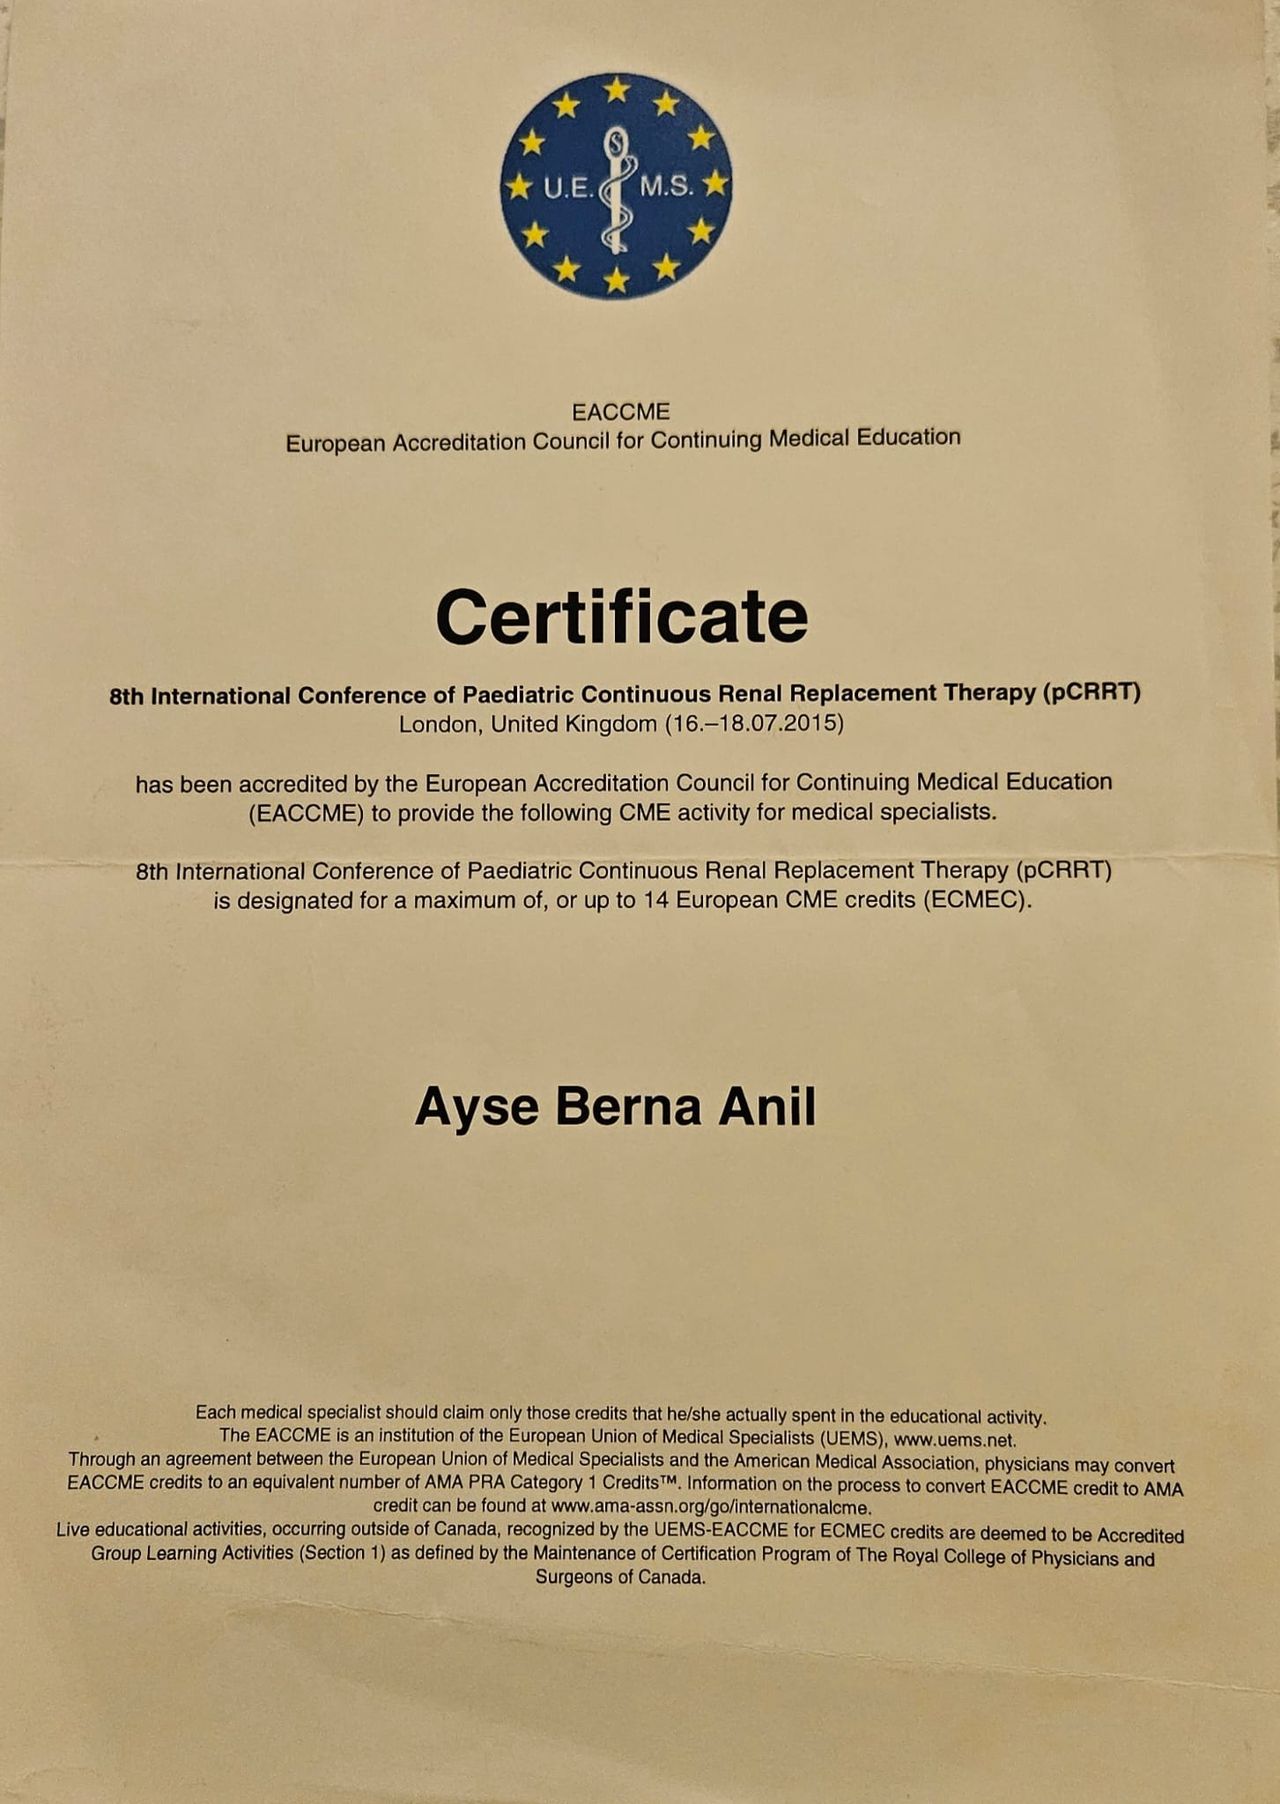 U.E. S M.S.
EACCME
European Accreditation Council for Continuing Medical Education
Certificate
8th International Conference of Paediatric Continuous Renal Replacement Therapy (pCRRT)
London, United Kingdom (16.–18.07.2015)
has been accredited by the European Accreditation Council for Continuing Medical Education
(EACCME) to provide the following CME activity for medical specialists.
8th International Conference of Paediatric Continuous Renal Replacement Therapy (pCRRT)
is designated for a maximum of, or up to 14 European CME credits (ECMEC).
Ayse Berna Anil
Each medical specialist should claim only those credits that he/she actually spent in the educational activity.
The EACCME is an institution of the European Union of Medical Specialists (UEMS), www.uems.net.
Through an agreement between the European Union of Medical Specialists and the American Medical Association, physicians may convert
EACCME credits to an equivalent number of AMA PRA Category 1 Credits™. Information on the process to convert EACCME credit to AMA
credit can be found at www.ama-assn.org/go/internationalcme.
Live educational activities, occurring outside of Canada, recognized by the UEMS-EACCME for ECMEC credits are deemed to be Accredited
Group Learning Activities (Section 1) as defined by the Maintenance of Certification Program of The Royal College of Physicians and
Surgeons of Canada.